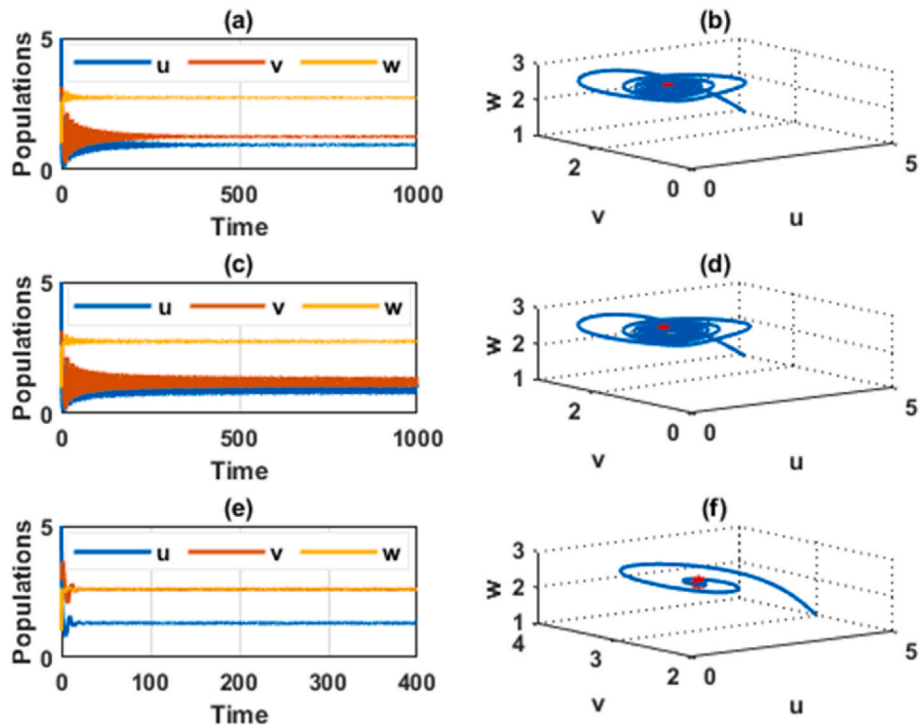 (a)
Populations
5
0
u v w
0 500 1000
Time
(b)
w
3
2
1
2
0
v
0
5
u
(c)
Populations
5
0
u v w
0 500 1000
Time
(d)
w
3
2
1
2
0
v
0
5
u
(e)
Populations
5
0
u v w
0 100 200 300 400
Time
(f)
w
3
2
1
4
3
2
v
0
5
u